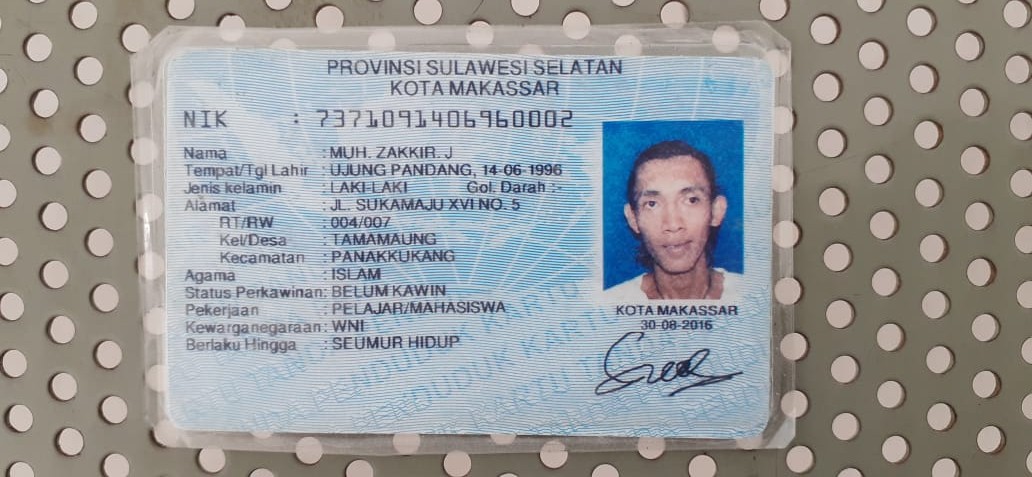 PROVINSI SULAWESI SELATAN
KOTA MAKASSAR
NIK : 7371091406960002
Nama : MUH. ZAKKIR. J
Tempat/Tgl Lahir : UJUNG PANDANG, 14-06-1996
Jenis kelamin : LAKI-LAKI Gol. Darah :-
Alamat : JL. SUKAMAJU XVI NO. 5
RT/RW : 004/007
Kel/Desa : TAMAMAUNG
Kecamatan : PANAKKUKANG
Agama : ISLAM
Status Perkawinan: BELUM KAWIN
Pekerjaan : PELAJAR/MAHASISWA
Kewarganegaraan: WNI
Berlaku Hingga : SEUMUR HIDUP
KOTA MAKASSAR
30-08-2016